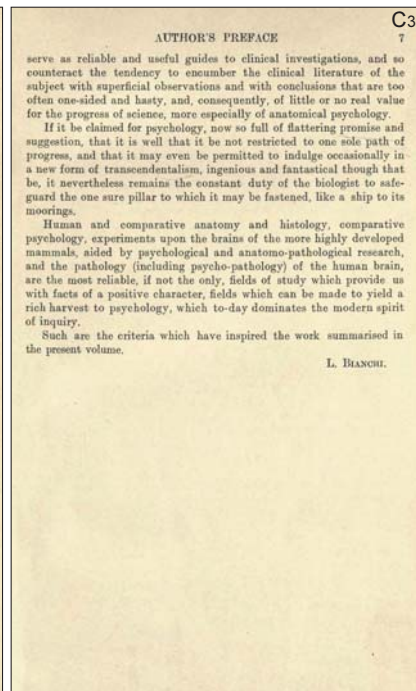 C3
AUTHOR'S PREFACE 7
serve as reliable and useful guides to clinical investigations, and so
counteract the tendency to encumber the clinical literature of the
subject with superficial observations and with conclusions that are too
often one-sided and hasty, and, consequently, of little or no real value
for the progress of science, more especially of anatomical psychology.
If it be claimed for psychology, now so full of flattering promise and
suggestion, that it is well that it be not restricted to one sole path of
progress, and that it may even be permitted to indulge occasionally in
a new form of transcendentalism, ingenious and fantastical though that
be, it nevertheless remains the constant duty of the biologist to safe-
guard the one sure pillar to which it may be fastened, like a ship to its
moorings.
Human and comparative anatomy and histology, comparative
psychology, experiments upon the brains of the more highly developed
mammals, aided by psychological and anatomo-pathological research,
and the pathology (including psycho-pathology) of the human brain,
are the most reliable, if not the only, fields of study which provide us
with facts of a positive character, fields which can be made to yield a
rich harvest to psychology, which to-day dominates the modern spirit
of inquiry.
Such are the criteria which have inspired the work summarised in
the present volume.
L. BIANCHI.